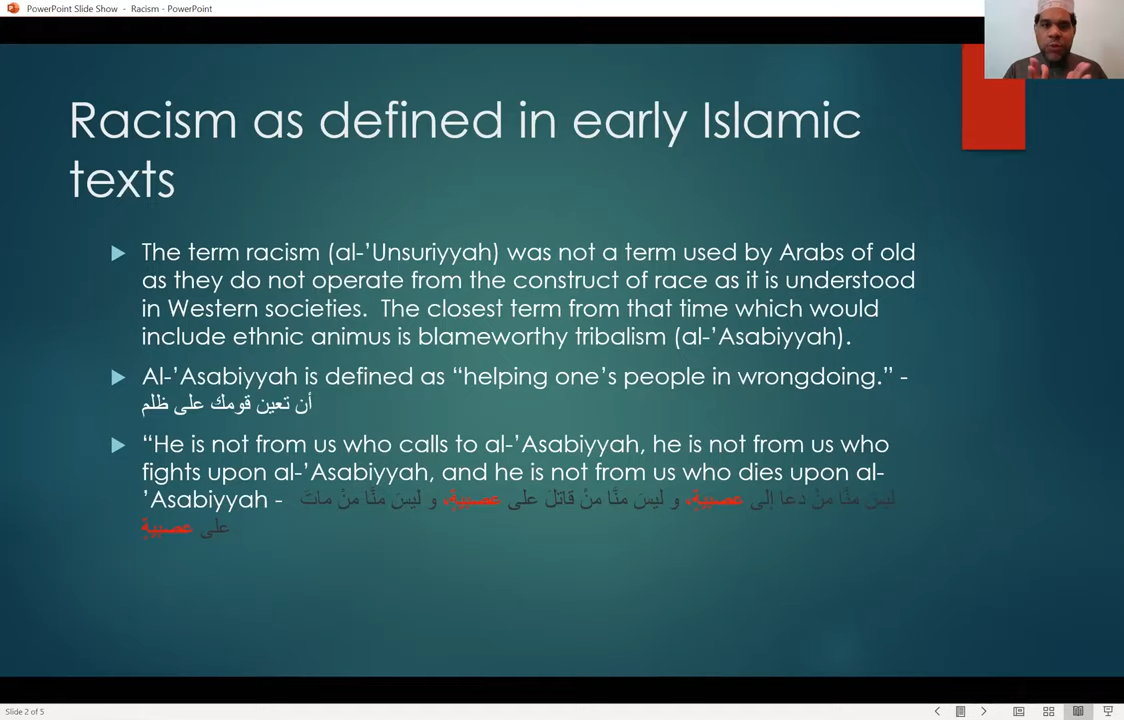 PowerPoint Slide Show - Racism - PowerPoint
Racism as defined in early Islamic
texts
The term racism (al-’Unsuriyyah) was not a term used by Arabs of old
as they do not operate from the construct of race as it is understood
in Western societies. The closest term from that time which would
include ethnic animus is blameworthy tribalism (al-’Asabiyyah).
Al-’Asabiyyah is defined as “helping one’s people in wrongdoing.” -
أن تعين قومك على ظلم
“He is not from us who calls to al-’Asabiyyah, he is not from us who
fights upon al-’Asabiyyah, and he is not from us who dies upon al-
’Asabiyyah - ليسَ منَّا منْ دعَا إلى عصبيةٍ، و ليسَ منَّا منْ قاتلَ على عصبيةٍ، و ليسَ منَّا منْ ماتَ
على عصبيةٍ
Slide 2 of 5